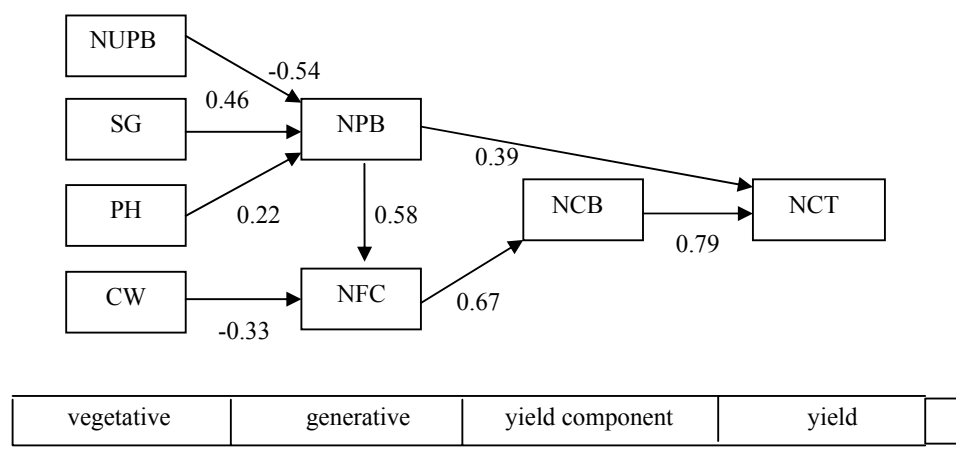 NUPB
-0.54
0.46
SG
NPB
0.39
PH
0.22
0.58
NCB
NCT
0.79
CW
NFC
0.67
-0.33
vegetative generative yield component yield